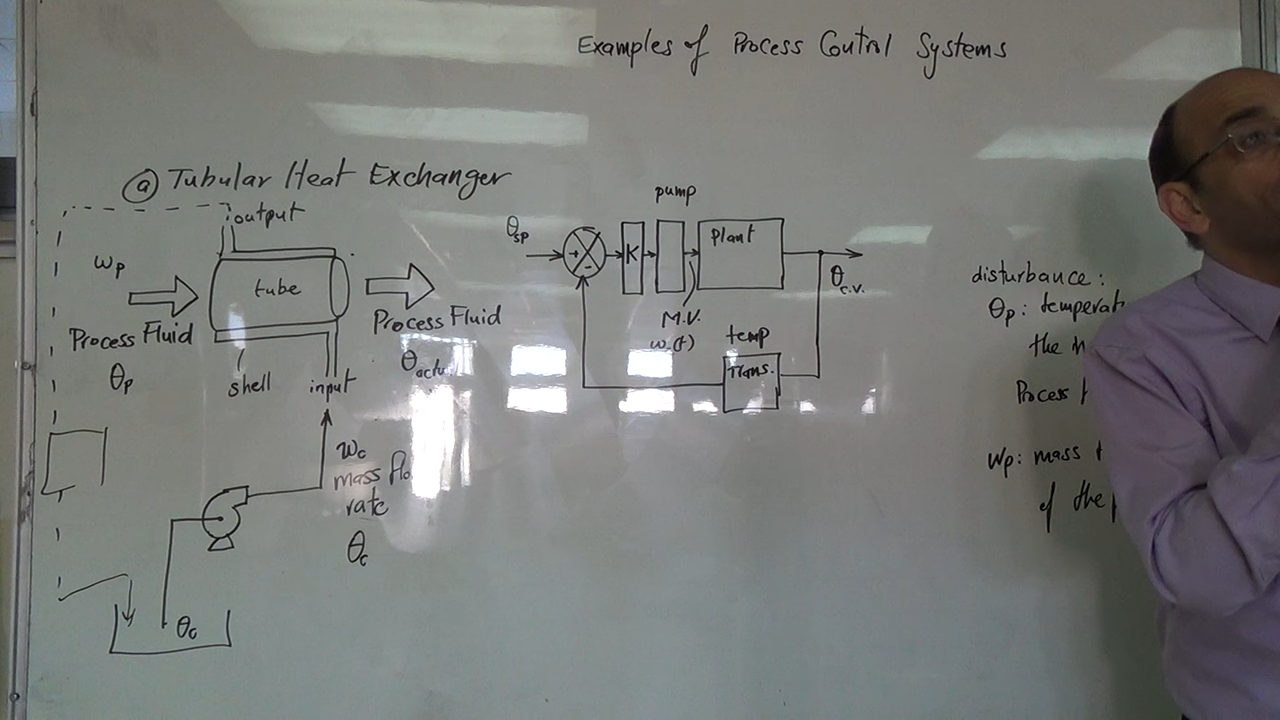 Examples of Process Control Systems
ⓐ Tubular Heat Exchanger
output
wp
tube
Process Fluid
θp
Process Fluid
θactu.
shell
input
wc
mass flo
rate
θc
θc
pump
θsp
+
-
K
Plant
θc.v.
M.V.
w(t)
temp
Trans.
disturbance:
θp: temperat
the
Process
wp: mass
of the